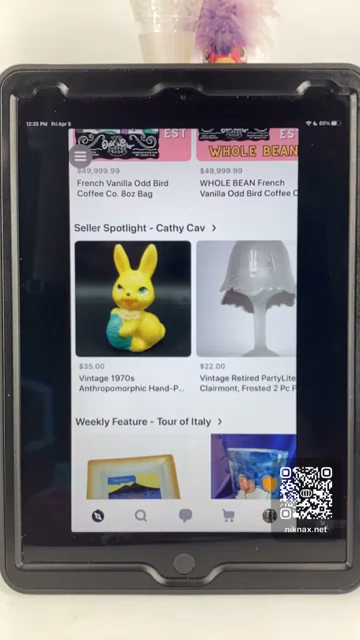 12:25 PM Fri Apr 5
60%
Odd Bird
EST
EST
WHOLE BEAN
$49,999.99
$49,999.99
French Vanilla Odd Bird
Coffee Co. 8oz Bag
WHOLE BEAN French
Vanilla Odd Bird Coffee C
Seller Spotlight - Cathy Cav >
$35.00
$22.00
Vintage 1970s
Anthropomorphic Hand-P...
Vintage Retired PartyLite
Clairmont, Frosted 2 Pc F
Weekly Feature - Tour of Italy >
niknax.net